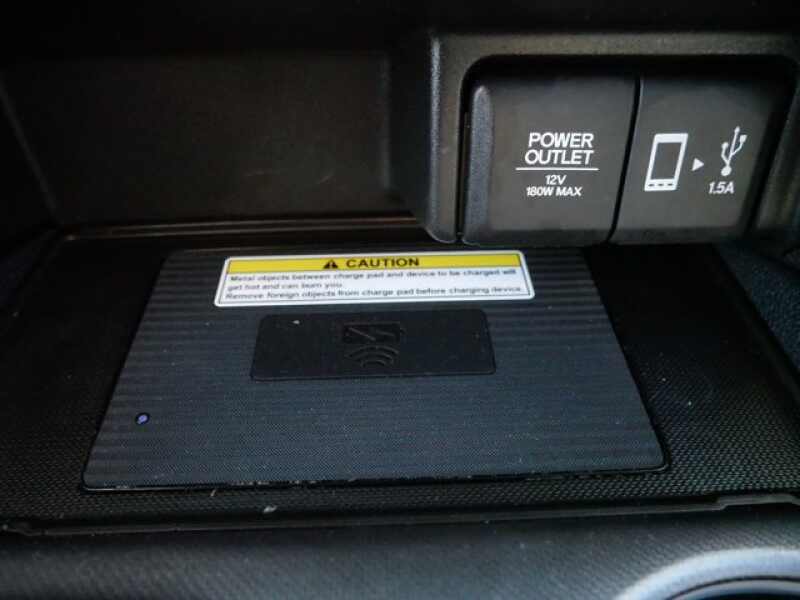 POWER
OUTLET
12V
180W MAX
1.5A
CAUTION
Metal objects between charge pad and device to be charged will
get hot and can burn you.
Remove foreign objects from charge pad before charging device.